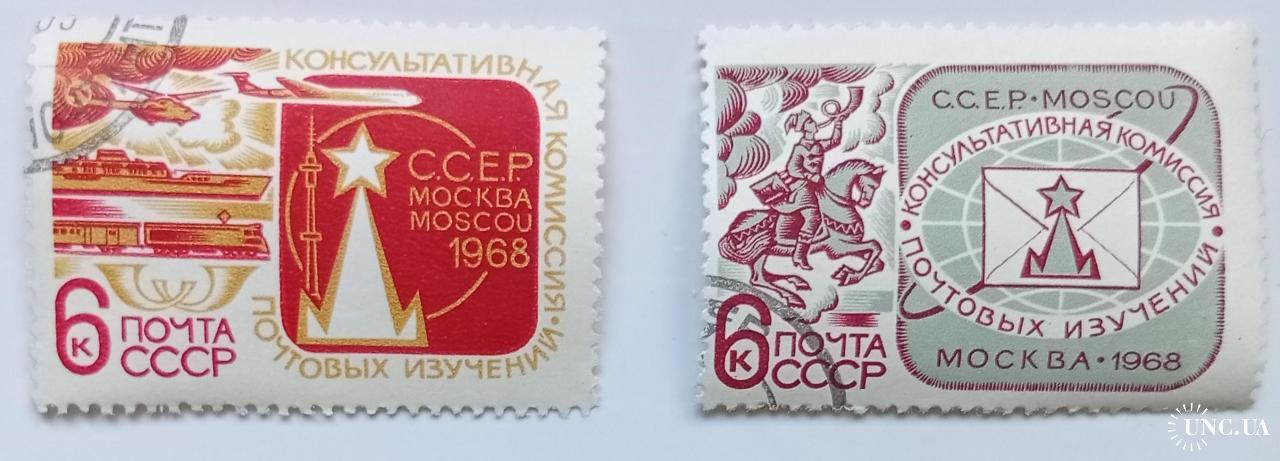 КОНСУЛЬТАТИВНАЯ КОМИССИЯ
ПОЧТОВЫХ ИЗУЧЕНИЙ
С.С.Е.Р.
МОСКВА
MOSCOU
1968
6 К
ПОЧТА
СССР
С.С.Е.Р. • MOSCOU
КОНСУЛЬТАТИВНАЯ КОМИССИЯ
ПОЧТОВЫХ ИЗУЧЕНИЙ
МОСКВА • 1968
6 К
ПОЧТА
СССР
UNC.UA